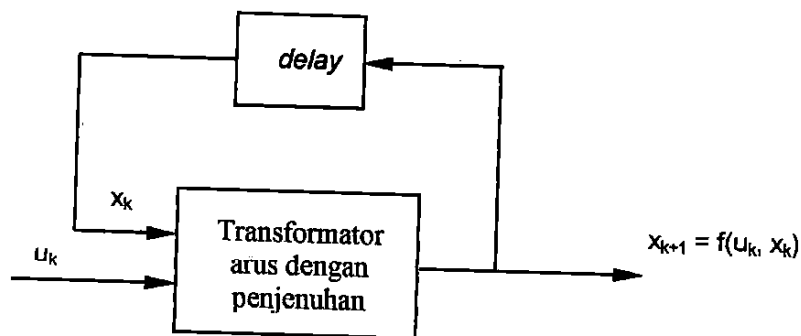 delay
x_k
u_k
Transformator
arus dengan
penjenuhan
x_{k+1} = f(u_k, x_k)